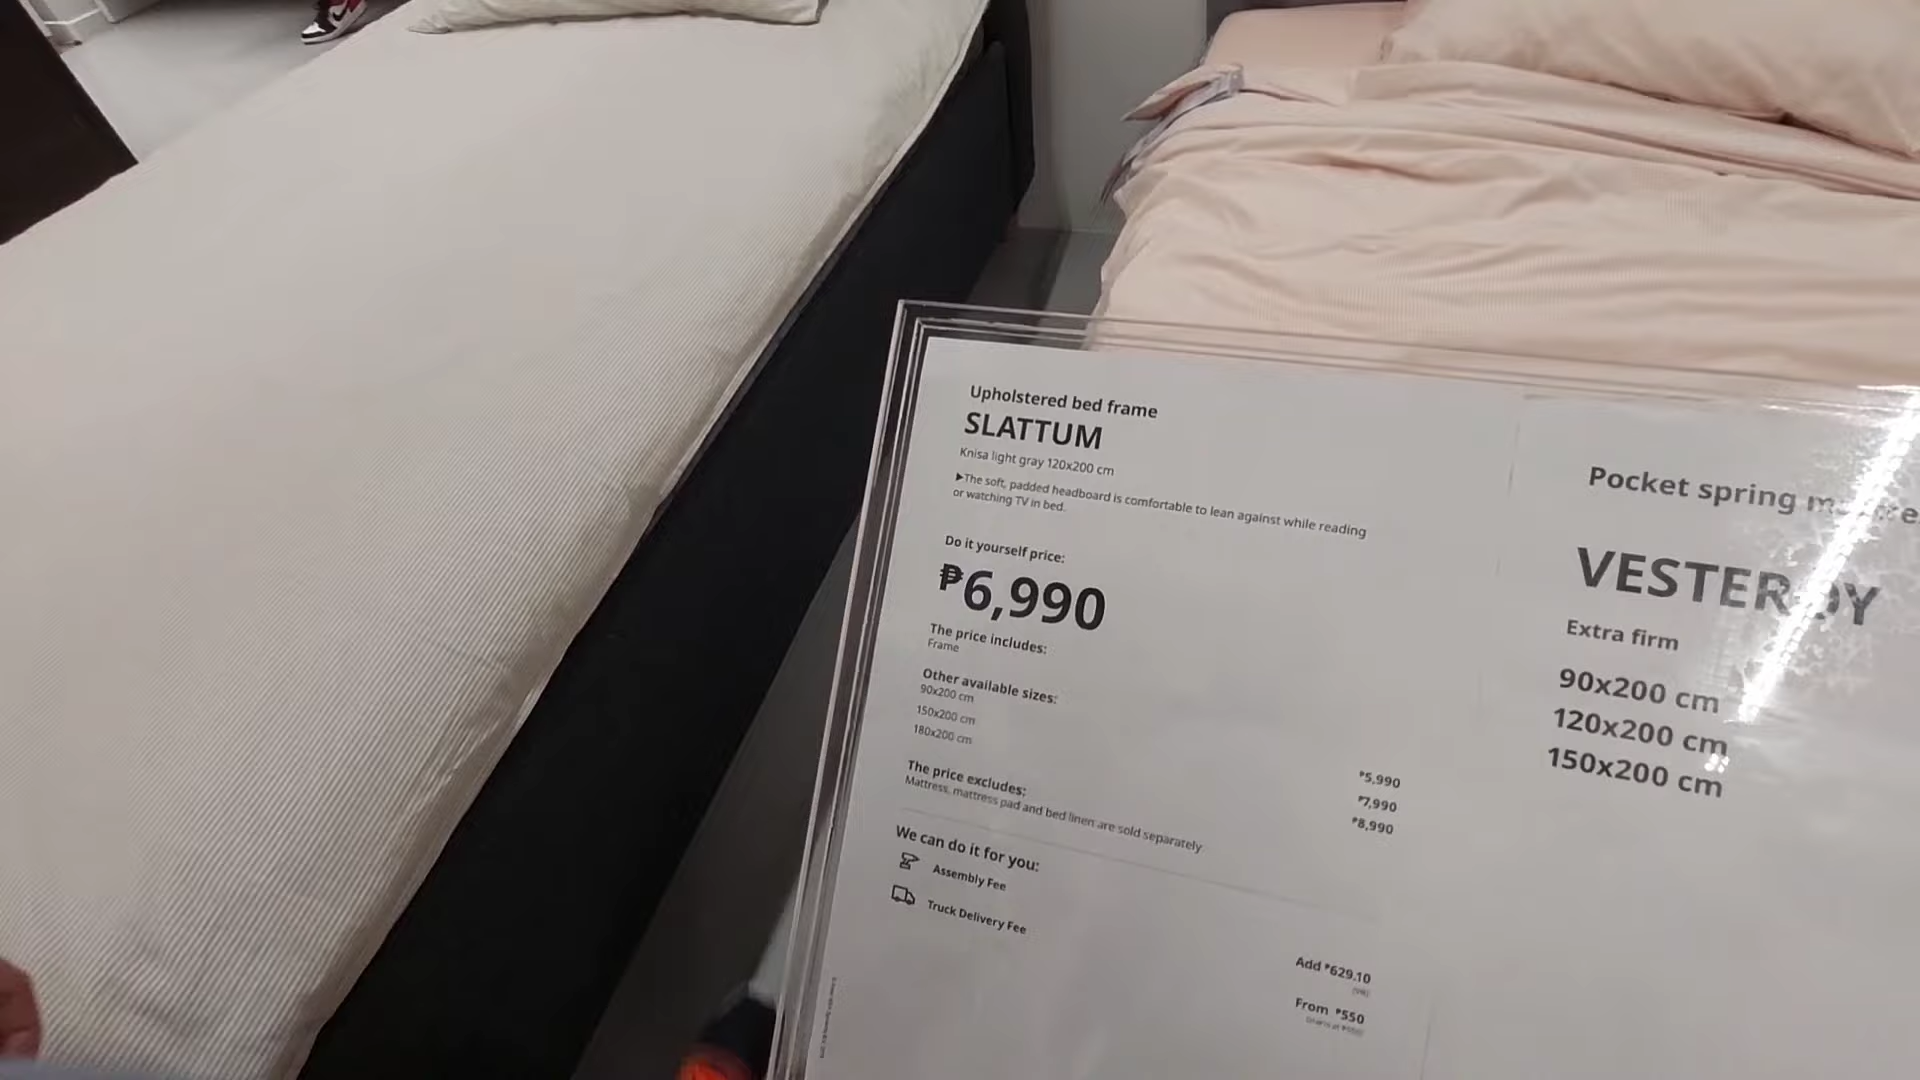 Upholstered bed frame
SLATTUM
Knisa light gray 120x200 cm
▶The soft, padded headboard is comfortable to lean against while reading
or watching TV in bed.
Do it yourself price:
₱6,990
The price includes:
Frame
Other available sizes:
90x200 cm
₱5,990
150x200 cm
₱7,990
180x200 cm
₱8,990
The price excludes:
Mattress, mattress pad and bed linen are sold separately
We can do it for you:
Assembly Fee
Add ₱629.10
Truck Delivery Fee
From ₱550
Pocket spring
VESTER
Extra firm
90x200 cm
120x200 cm
150x200 cm